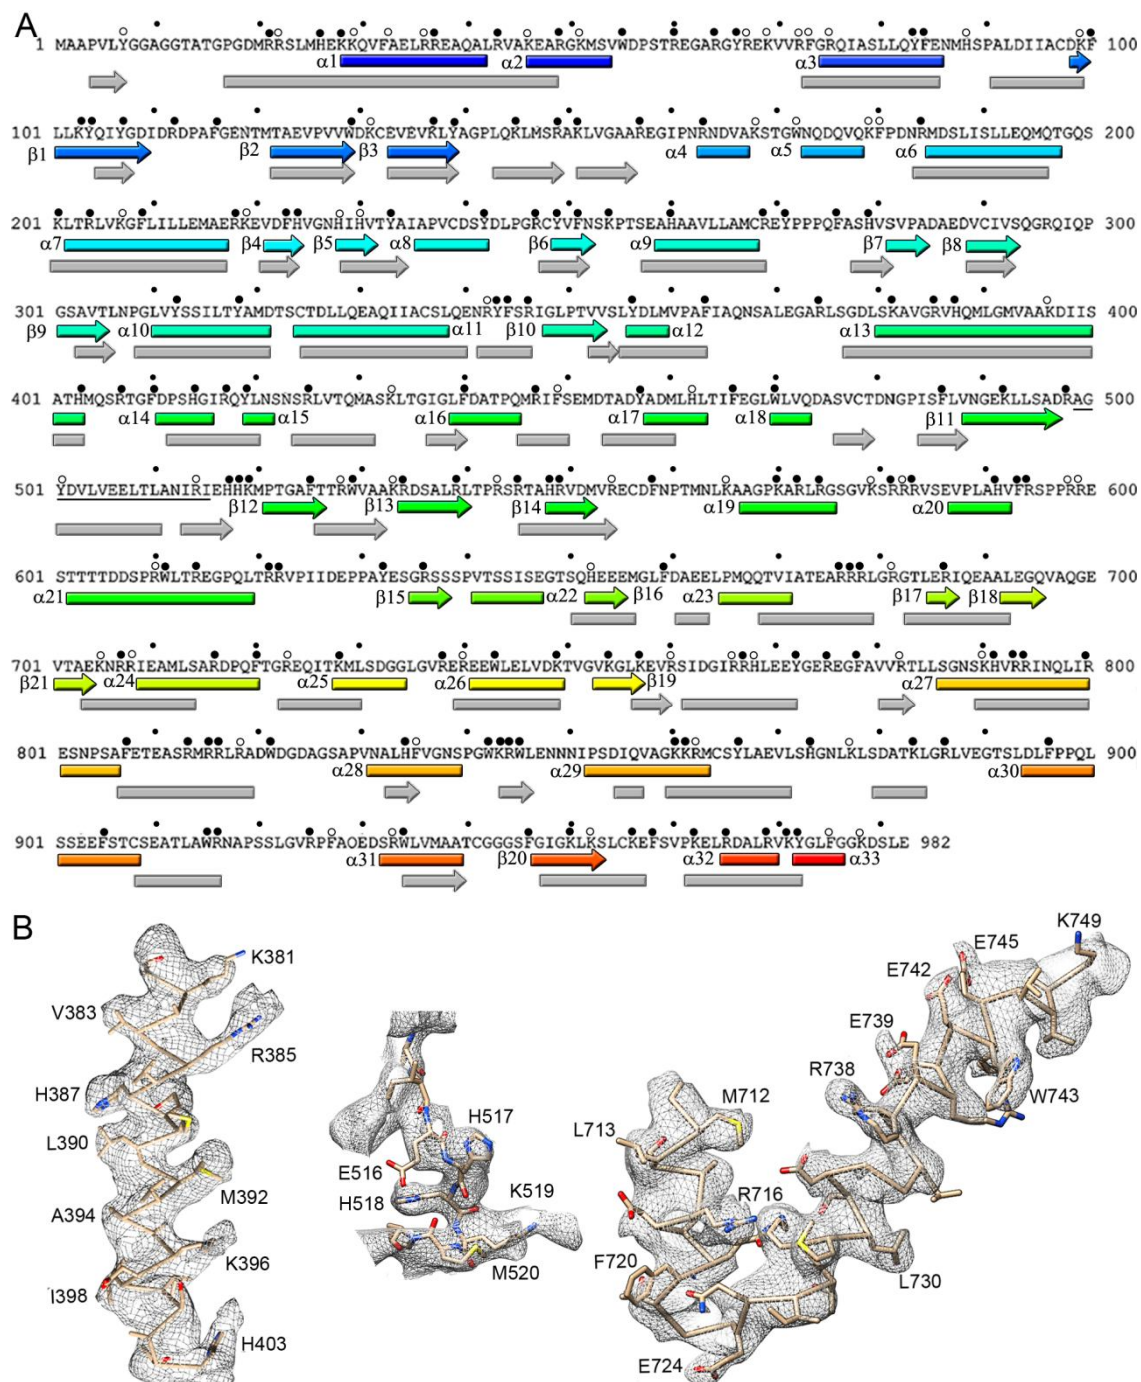 A
1 MAAPVLYGGAGGTATGPGDMRRSLMHEKKQVFAELRREAQALRVAKEARGKMSVWDPSTREGARGYREKVVRFGRQIASLLQYFENMHSPALDIIACDKF 100
α1 α2 α3
101 LLKYQIYGDIDRDPAFGENTMTAEVPVVWDKCEVEVKLYAGPLQKLMSRAKLVGAAREGIPNRNDVAKSTGWNQDQVQKFPDNRMDSLISLLEQMQTGQS 200
β1 β2 β3 α4 α5 α6
201 KLTRLVKGFLILLEMAERKEVDFHVGNHIHVTYAIAPVCDSYDLPGRCYVFNSKPTSEAHAAVLLAMCREYPPPQFASHVSVPADAEDVCIVSQGRQIQP 300
α7 β4 β5 α8 β6 α9 β7 β8
301 GSAVTLNPGLVYSSILTYAMDTSCTDLLQEAQIIACSLQENRYFSRIGLPTVVSLYDLMVPAFIAQNSALEGARLSGDLSKAVGRVHQMLGMVAAKDIIS 400
β9 α10 α11 β10 α12 α13
401 ATHMQSRTGFDPSHGIRQYLNSNSRLVTQMASKLTGIGLFDATPQMRIFSEMDTADYADMLHLTIFEGLWLVQDASVCTDNGPISFLVNGEKLLSADRAG 500
α14 α15 α16 α17 α18 β11
501 YDVLVEELTLANIRIEHHKMPTGAFTTRWVAAKRDSALRLTPRSRTAHRVDMVRECDFNPTMNLKAAGPKARLRGSGVKSRRRVSEVPLAHVFRSPPRRE 600
β12 β13 β14 α19 α20
601 STTTTDDSPRWLTREGPQLTRRVPIIDEPPAYESGRSSSPVTSSISEGTSQHEEEMGLFDAEELPMQQTVIATEARRRLGRGTLERIQEAALEGQVAQGE 700
α21 β15 α22 β16 α23 β17 β18
701 VTAEKNRRIEAMLSARDPQFTGREQITKMLSDGGLGVREREEWLELVDKTVGVKGLKEVRSIDGIRRHLEEYGEREGFAVVRTLLSGNSKHVRRINQLIR 800
β21 α24 α25 α26 β19 α27
801 ESNPSAFETEASRMRRLRADWDGDAGSAPVNALHFVGNSPGWKRWLENNNIPSDIQVAGKKRMCSYLAEVLSHGNLKLSDATKLGRLVEGTSLDLFPPQL 900
α28 α29 α30
901 SSEEFSTCSEATLAWRNAPSSLGVRPFAQEDSRWLVMAATCGGGSFGIGKLKSLCKEFSVPKELRDALRVKYGLFGGKDSLE 982
α31 β20 α32 α33
B
K381
V383
R385
H387
L390
M392
A394
K396
I398
H403
H517
E516
H518
K519
M520
K749
E745
E742
E739
R738
W743
M712
L713
R716
F720
L730
E724